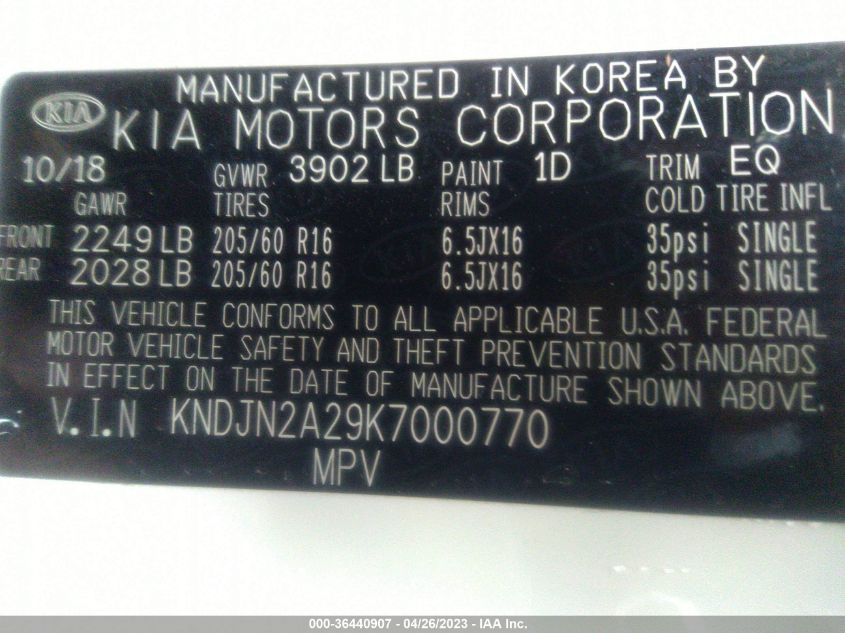 MANUFACTURED IN KOREA BY
KIA KIA MOTORS CORPORATION
10/18 GVWR 3902 LB PAINT 1D TRIM EQ
GAWR TIRES RIMS COLD TIRE INFL
FRONT 2249 LB 205/60 R16 6.5JX16 35psi SINGLE
REAR 2028 LB 205/60 R16 6.5JX16 35psi SINGLE
THIS VEHICLE CONFORMS TO ALL APPLICABLE U.S.A. FEDERAL
MOTOR VEHICLE SAFETY AND THEFT PREVENTION STANDARDS
IN EFFECT ON THE DATE OF MANUFACTURE SHOWN ABOVE.
V.I.N KNDJN2A29K7000770
MPV
000-36440907 - 04/26/2023 - IAA Inc.